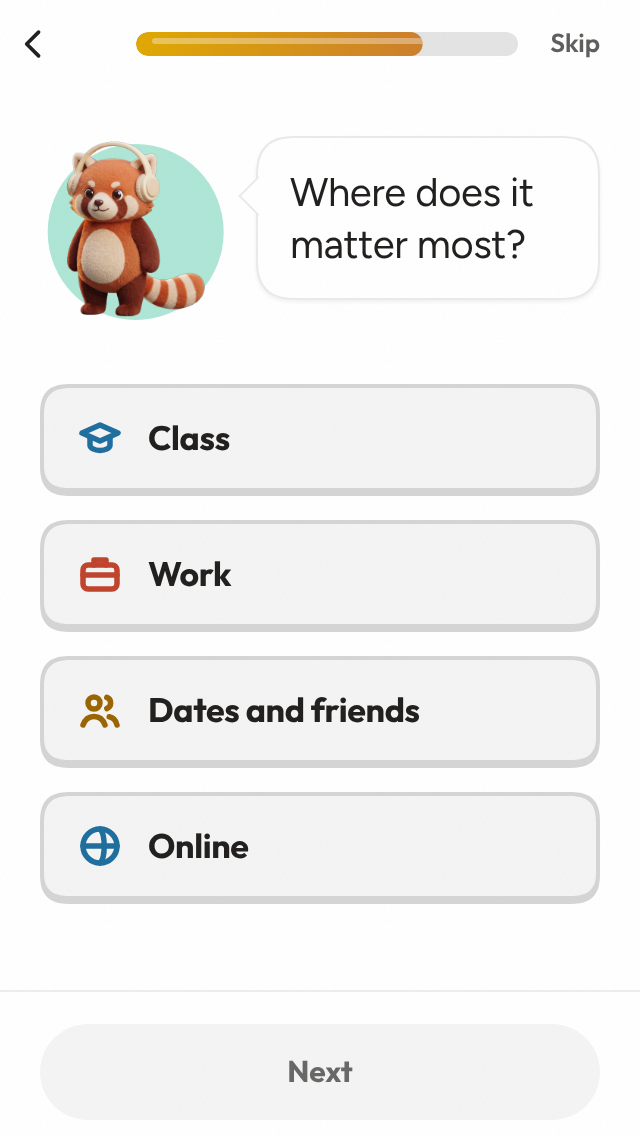 Skip
Where does it
matter most?
Class
Work
Dates and friends
Online
Next